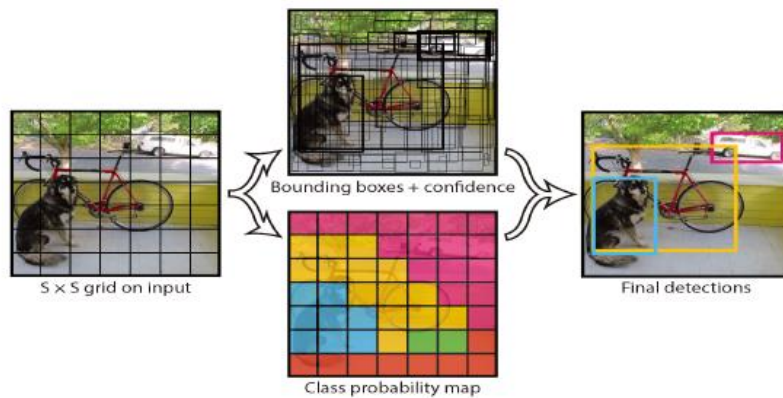 Bounding boxes + confidence
S × S grid on input
Final detections
Class probability map